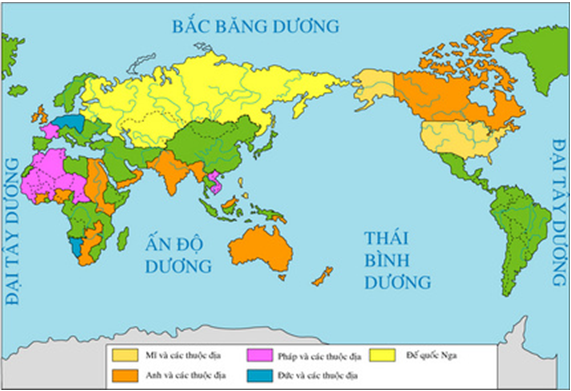 BẮC BĂNG DƯƠNG
ĐẠI TÂY DƯƠNG
ẤN ĐỘ
DƯƠNG
THÁI
BÌNH
DƯƠNG
ĐẠI TÂY DƯƠNG
Mĩ và các thuộc địa
Pháp và các thuộc địa
Đế quốc Nga
Anh và các thuộc địa
Đức và các thuộc địa